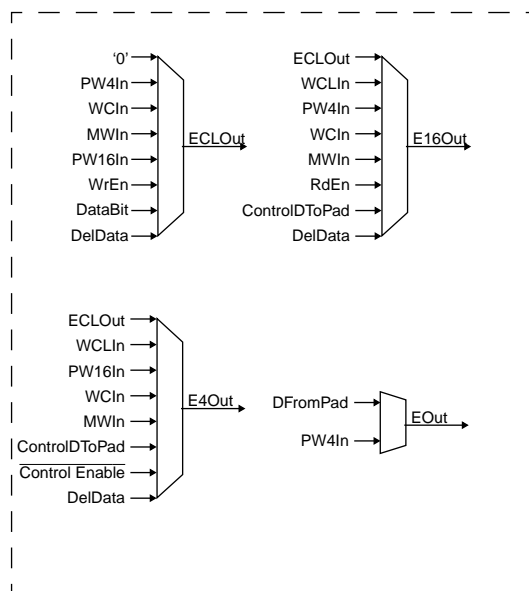 ‘0’
PW4In
WCIn
MWIn
PW16In
WrEn
DataBit
DelData
ECLOut
ECLOut
WCLIn
PW4In
WCIn
MWIn
RdEn
ControlDToPad
DelData
E16Out
ECLOut
WCLIn
PW16In
WCIn
MWIn
ControlDToPad
Control Enable
DelData
E4Out
DFromPad
PW4In
EOut